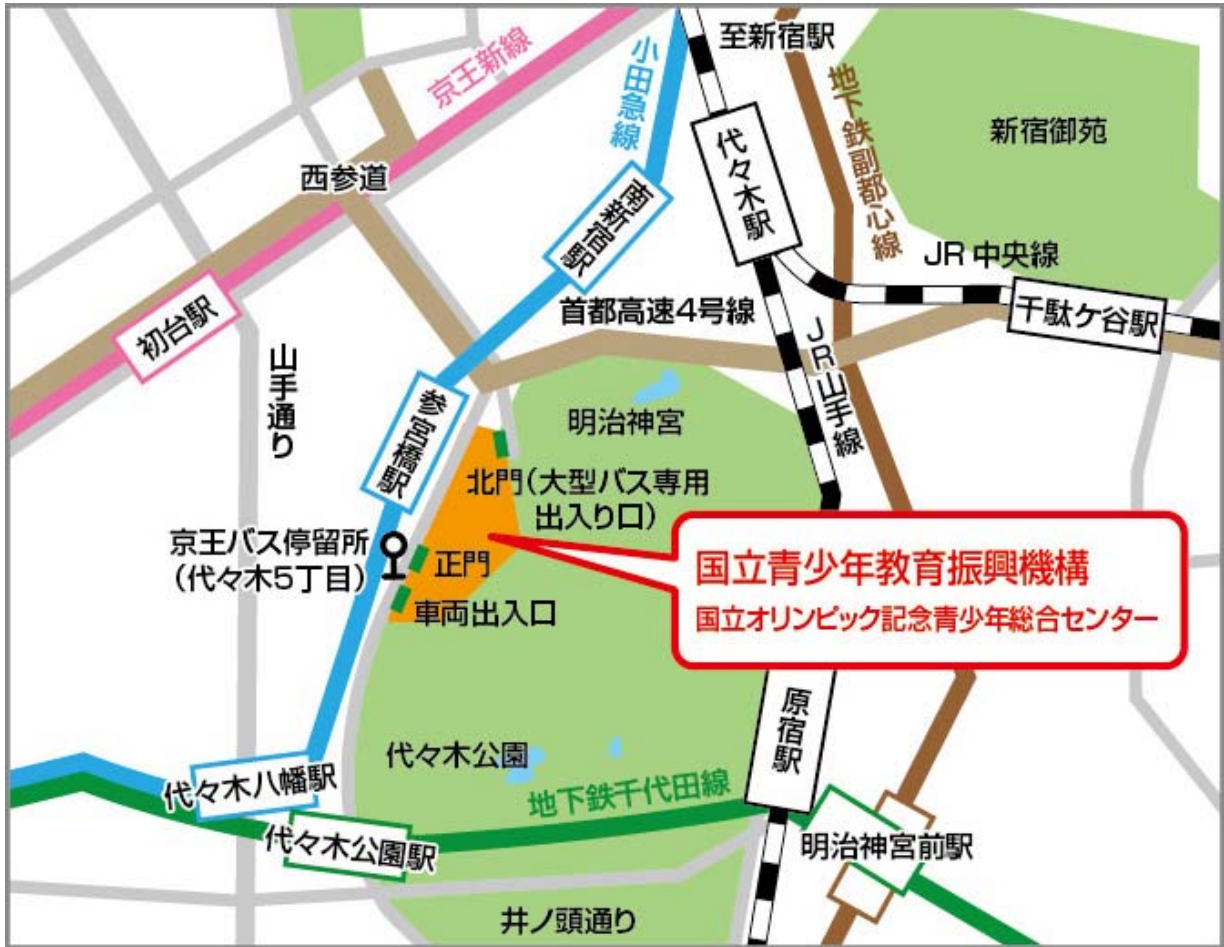 至新宿駅
京王新線
小田急線
地下鉄副都心線
新宿御苑
代々木駅
西参道
南新宿駅
JR中央線
千駄ケ谷駅
首都高速4号線
初台駅
JR山手線
山手通り
参宮橋駅
明治神宮
北門(大型バス専用
出入り口)
京王バス停留所
(代々木5丁目)
正門
車両出入口
国立青少年教育振興機構
国立オリンピック記念青少年総合センター
原宿駅
代々木公園
代々木八幡駅
地下鉄千代田線
代々木公園駅
明治神宮前駅
井ノ頭通り